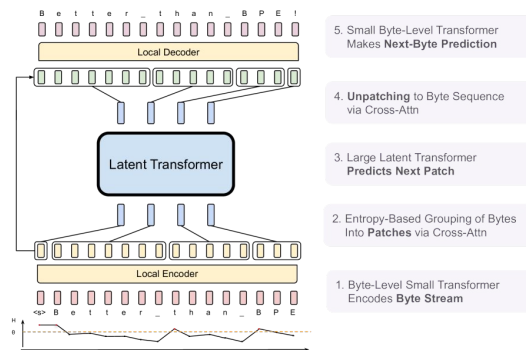 B e t t e r _ t h a n _ B P E !
Local Decoder
Latent Transformer
Local Encoder
<s> B e t t e r _ t h a n _ B P E
H
θ
5. Small Byte-Level Transformer
Makes Next-Byte Prediction
4. Unpatching to Byte Sequence
via Cross-Attn
3. Large Latent Transformer
Predicts Next Patch
2. Entropy-Based Grouping of Bytes
Into Patches via Cross-Attn
1. Byte-Level Small Transformer
Encodes Byte Stream